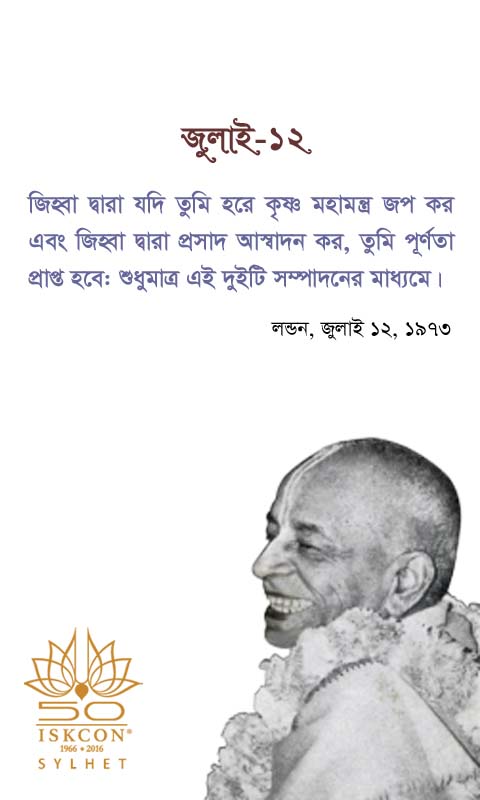 জুলাই-১২
জিহ্বা দ্বারা যদি তুমি হরে কৃষ্ণ মহামন্ত্র জপ কর
এবং জিহ্বা দ্বারা প্রসাদ আস্বাদন কর, তুমি পূর্ণতা
প্রাপ্ত হবে: শুধুমাত্র এই দুইটি সম্পাদনের মাধ্যমে।
লন্ডন, জুলাই ১২, ১৯৭৩
50
ISKCON®
1966 • 2016
SYLHET